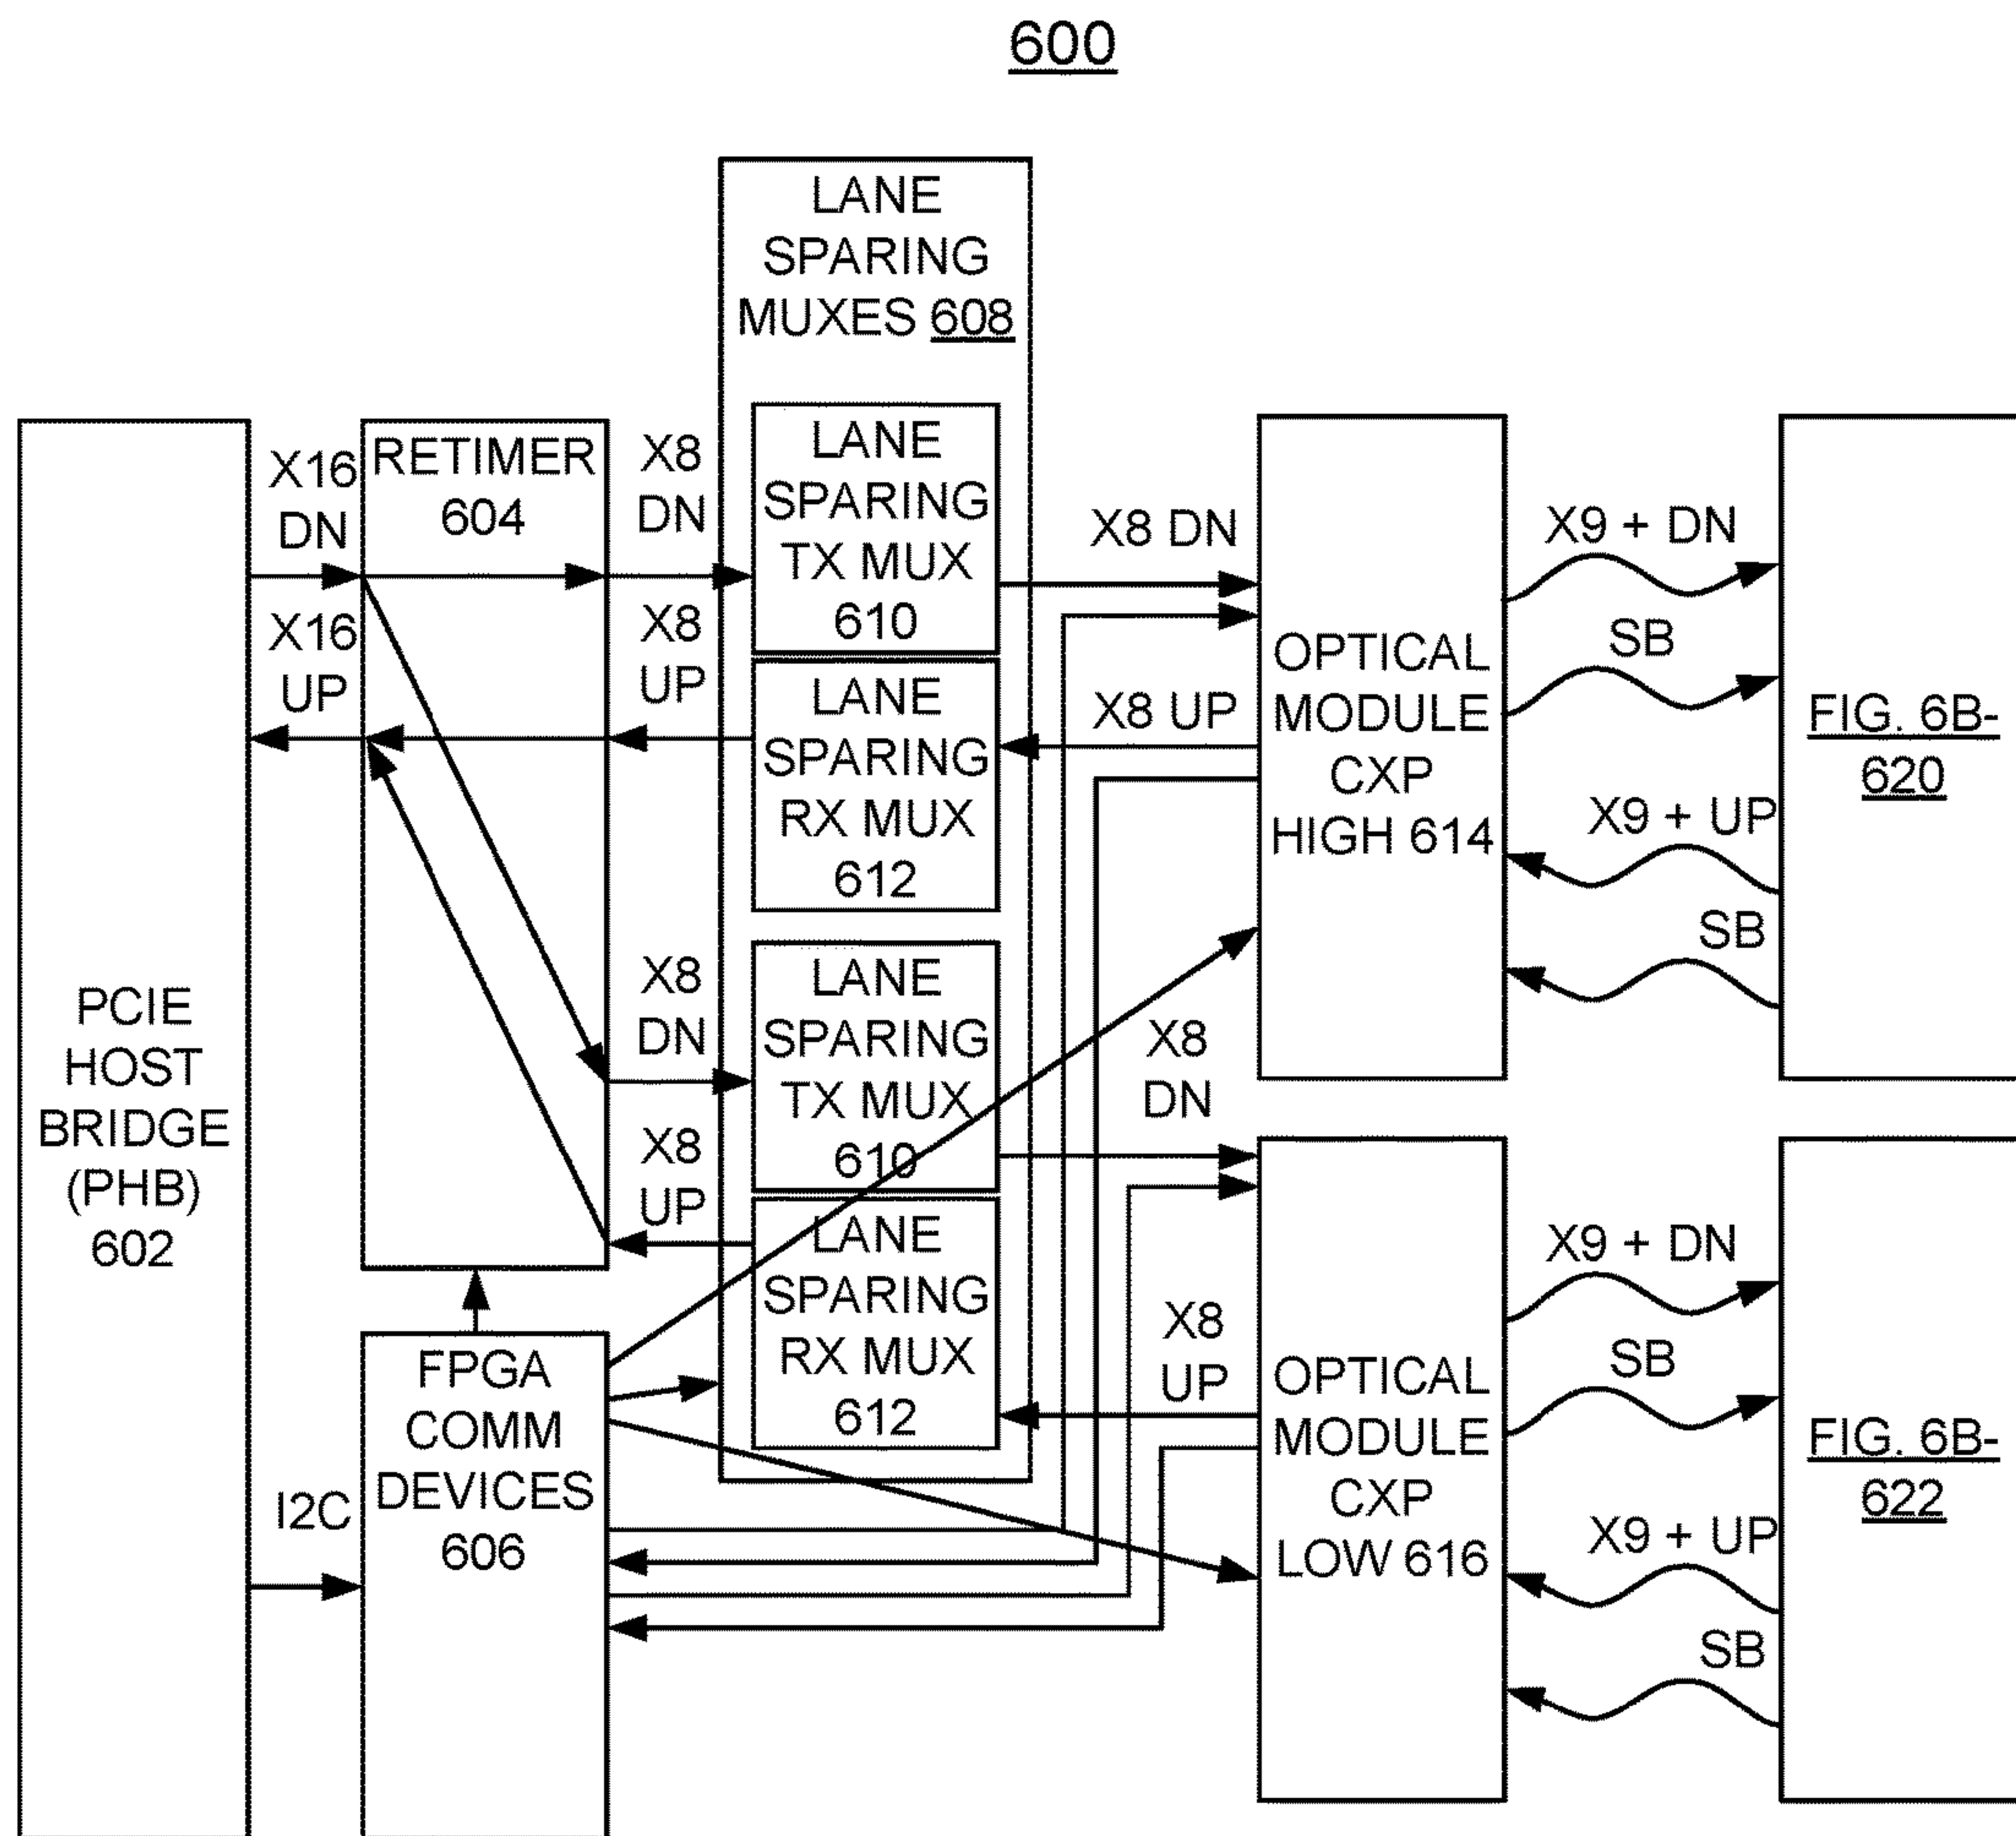 600
LANE
SPARING
MUXES 608
X16
DN
X16
UP
RETIMER
604
X8
DN
X8
UP
X8
DN
X8
UP
LANE
SPARING
TX MUX
610
LANE
SPARING
RX MUX
612
LANE
SPARING
TX MUX
610
LANE
SPARING
RX MUX
612
X8 DN
X8 UP
X8
DN
X8
UP
PCIE
HOST
BRIDGE
(PHB)
602
I2C
FPGA
COMM
DEVICES
606
OPTICAL
MODULE
CXP
HIGH 614
X9 + DN
SB
X9 + UP
SB
FIG. 6B-
620
OPTICAL
MODULE
CXP
LOW 616
X9 + DN
SB
X9 + UP
SB
FIG. 6B-
622